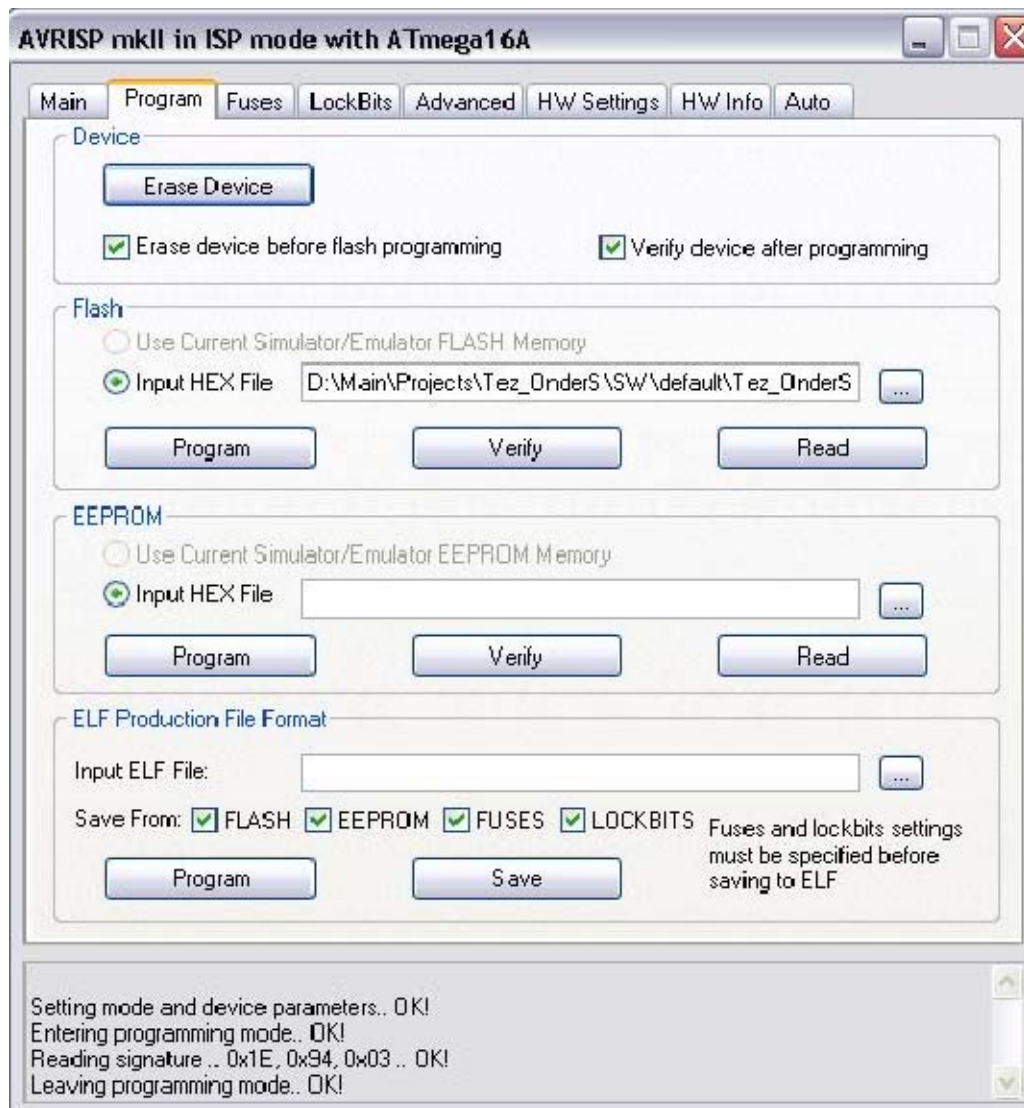 AVRISP mkII in ISP mode with ATmega16A
Main Program Fuses LockBits Advanced HW Settings HW Info Auto
Device
Erase Device
Erase device before flash programming Verify device after programming
Flash
Use Current Simulator/Emulator FLASH Memory
Input HEX File D:\Main\Projects\Tez_OnderS\SW\default\Tez_OnderS ...
Program Verify Read
EEPROM
Use Current Simulator/Emulator EEPROM Memory
Input HEX File ...
Program Verify Read
ELF Production File Format
Input ELF File: ...
Save From: FLASH EEPROM FUSES LOCKBITS
Fuses and lockbits settings
must be specified before
saving to ELF
Program Save
Setting mode and device parameters.. OK!
Entering programming mode.. OK!
Reading signature .. 0x1E, 0x94, 0x03 .. OK!
Leaving programming mode.. OK!